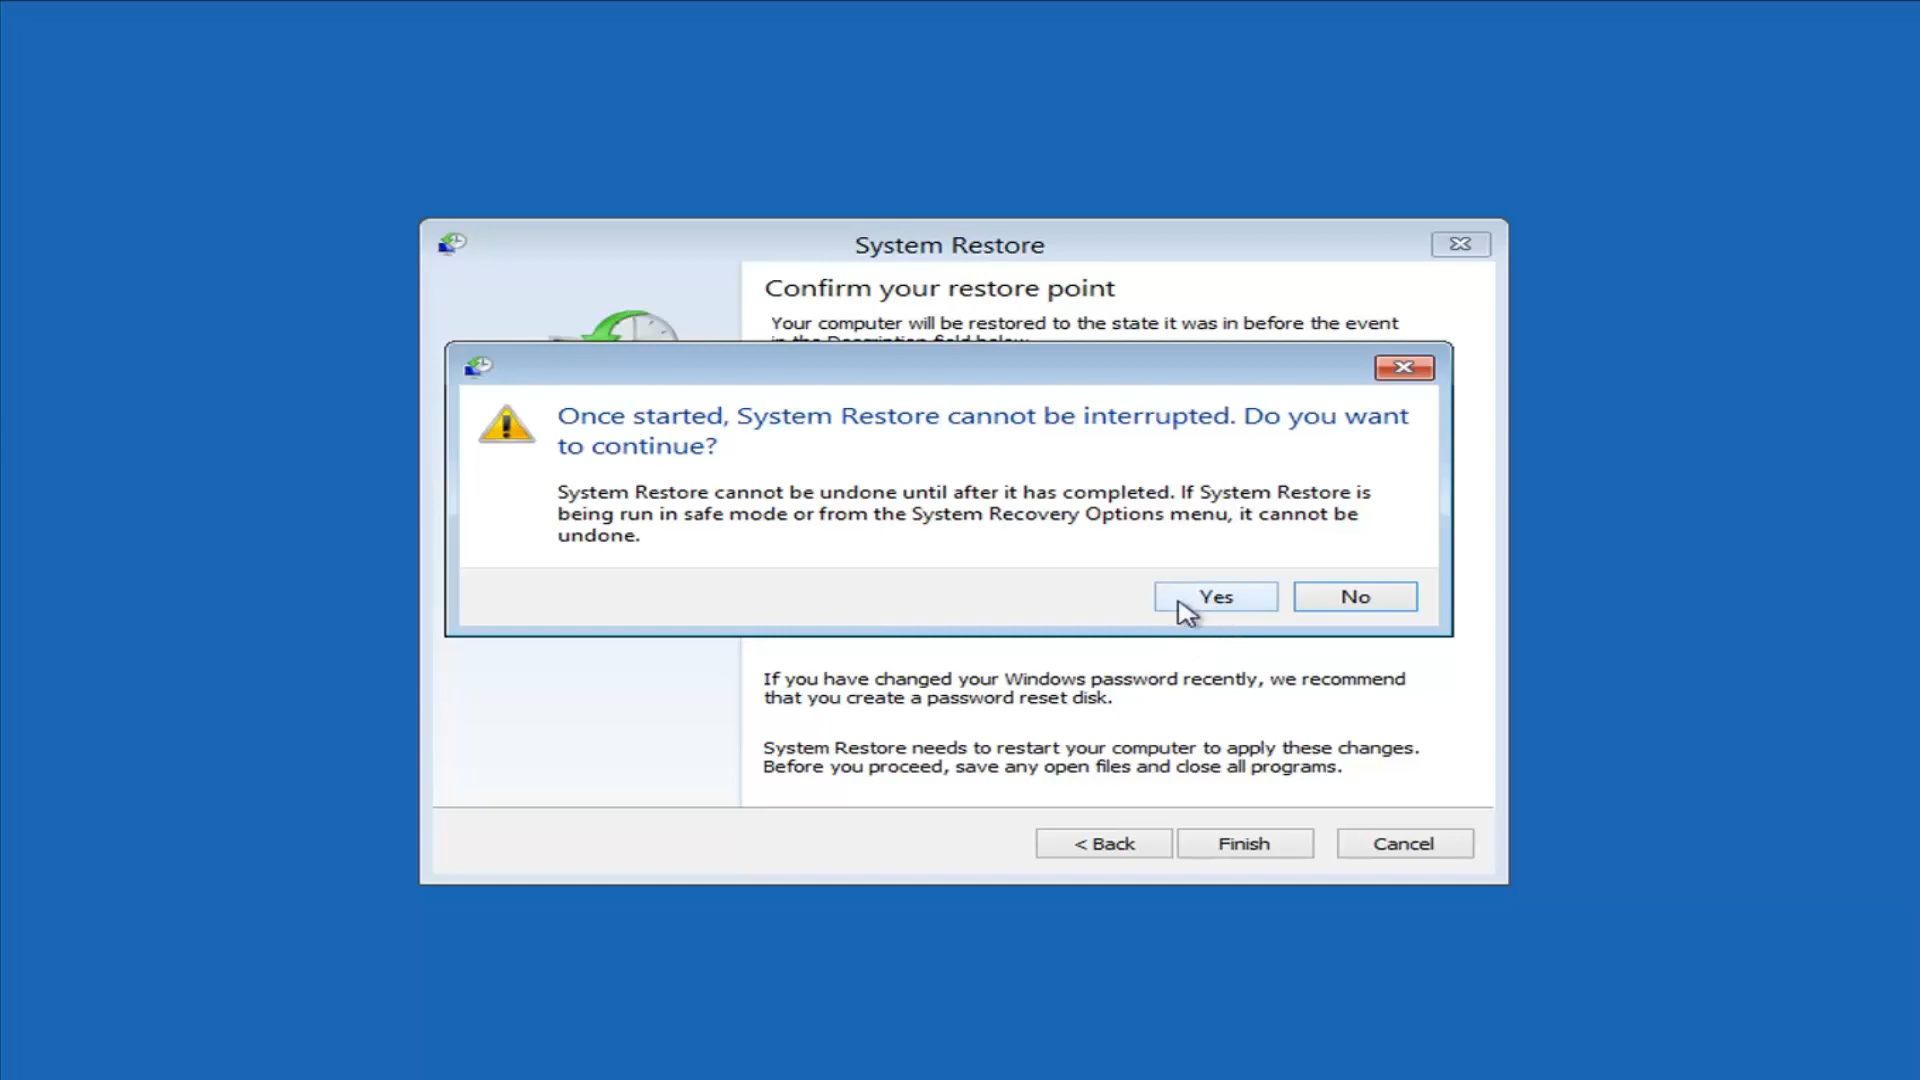 System Restore
Confirm your restore point
Your computer will be restored to the state it was in before the event
in the Description field below.
Once started, System Restore cannot be interrupted. Do you want
to continue?
System Restore cannot be undone until after it has completed. If System Restore is
being run in safe mode or from the System Recovery Options menu, it cannot be
undone.
Yes
No
If you have changed your Windows password recently, we recommend
that you create a password reset disk.
System Restore needs to restart your computer to apply these changes.
Before you proceed, save any open files and close all programs.
< Back
Finish
Cancel